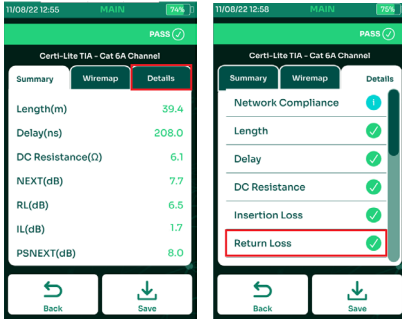 11/08/22 12:55 MAIN 74%
PASS
Certi-Lite TIA - Cat 6A Channel
Summary Wiremap Details
Length(m) 39.4
Delay(ns) 208.0
DC Resistance(Ω) 6.1
NEXT(dB) 7.7
RL(dB) 6.5
IL(dB) 1.7
PSNEXT(dB) 8.0
Back Save
11/08/22 12:58 MAIN 75%
PASS
Certi-Lite TIA - Cat 6A Channel
Summary Wiremap Details
Network Compliance
Length
Delay
DC Resistance
Insertion Loss
Return Loss
Back Save